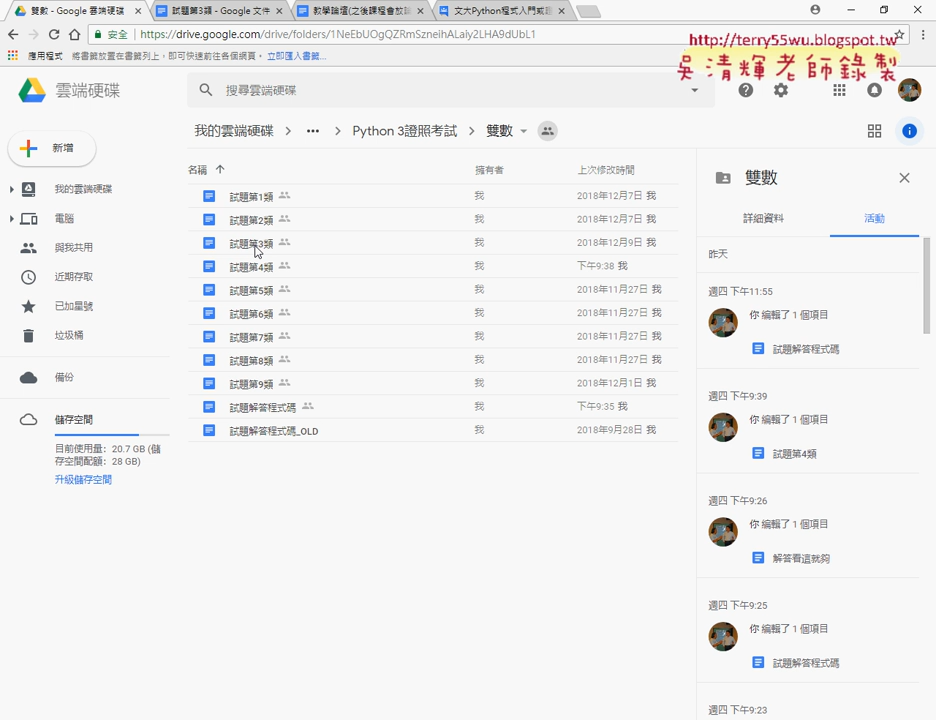 雙數 - Google 雲端硬碟
試題第3類 - Google 文件
教學論壇(之後課程會放
文大Python程式入門或
安全 https://drive.google.com/drive/folders/1NeEbUOgQZRmSzneihALaly2LHA9dUbL1
http://terry55wu.blogspot.tw
吳清輝老師錄製
應用程式 將書籤放置在書籤列上，即可快速前往各個網頁。 立即匯入書籤...
雲端硬碟
搜尋雲端硬碟
新增
我的雲端硬碟 ... Python 3證照考試 雙數
我的雲端硬碟
電腦
與我共用
近期存取
已加星號
垃圾桶
備份
儲存空間
目前使用量：20.7 GB (儲
存空間配額：28 GB)
升級儲存空間
名稱 擁有者 上次修改時間
試題第1類 我 2018年12月7日 我
試題第2類 我 2018年12月7日 我
試題第3類 我 2018年12月9日 我
試題第4類 我 下午9:38 我
試題第5類 我 2018年11月27日 我
試題第6類 我 2018年11月27日 我
試題第7類 我 2018年11月27日 我
試題第8類 我 2018年11月27日 我
試題第9類 我 2018年12月1日 我
試題解答程式碼 我 下午9:35 我
試題解答程式碼_OLD 我 2018年9月28日 我
雙數
詳細資料 活動
昨天
週四 下午11:55
你 編輯了 1 個項目
試題解答程式碼
週四 下午9:39
你 編輯了 1 個項目
試題第4類
週四 下午9:26
你 編輯了 1 個項目
解答看這就夠
週四 下午9:25
你 編輯了 1 個項目
試題解答程式碼
週四 下午9:23